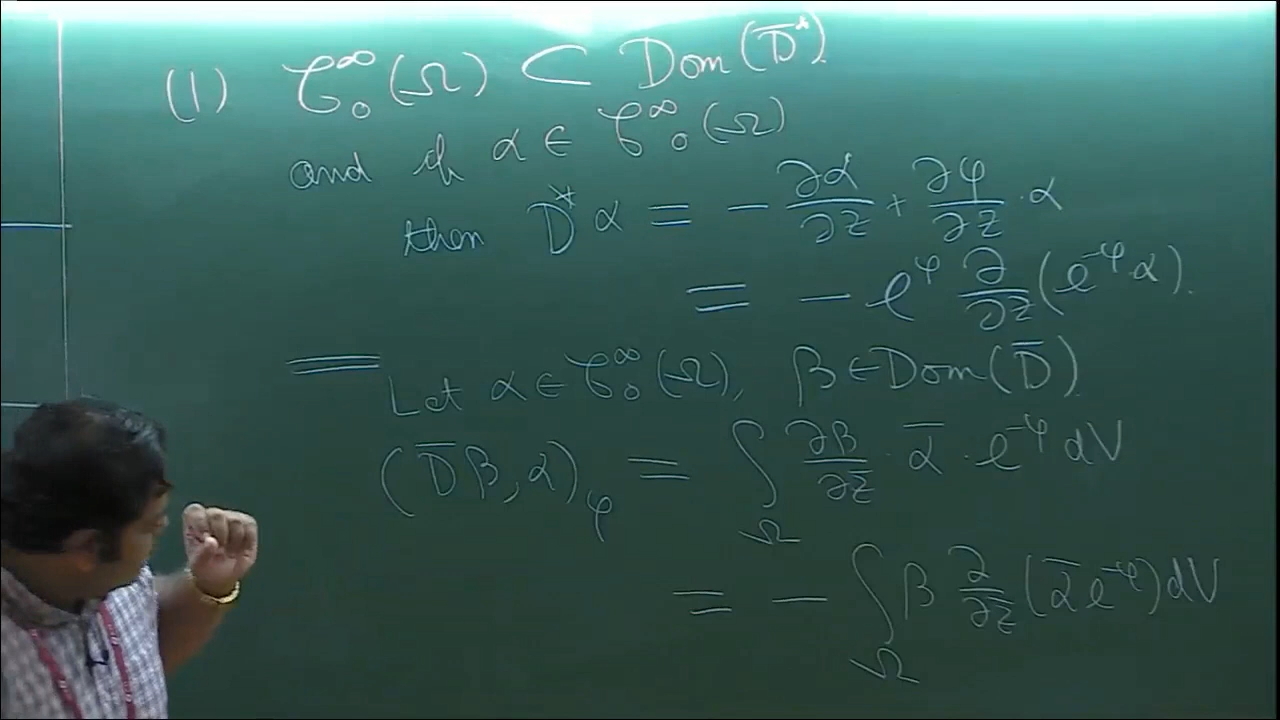 (1) 𝒞₀^∞(Ω) ⊂ Dom(D̄*).
and if α ∈ 𝒞₀^∞(Ω)
then D̄*α = − ∂α/∂z + ∂φ/∂z · α
= − e^φ ∂/∂z (e^{-φ}·α).
Let α ∈ 𝒞₀^∞(Ω), β ∈ Dom(D̄).
(D̄β, α)_φ = ∫_Ω ∂β/∂z̄ · ᾱ · e^{-φ} dV
= − ∫_Ω β ∂/∂z̄ (ᾱ e^{-φ}) dV